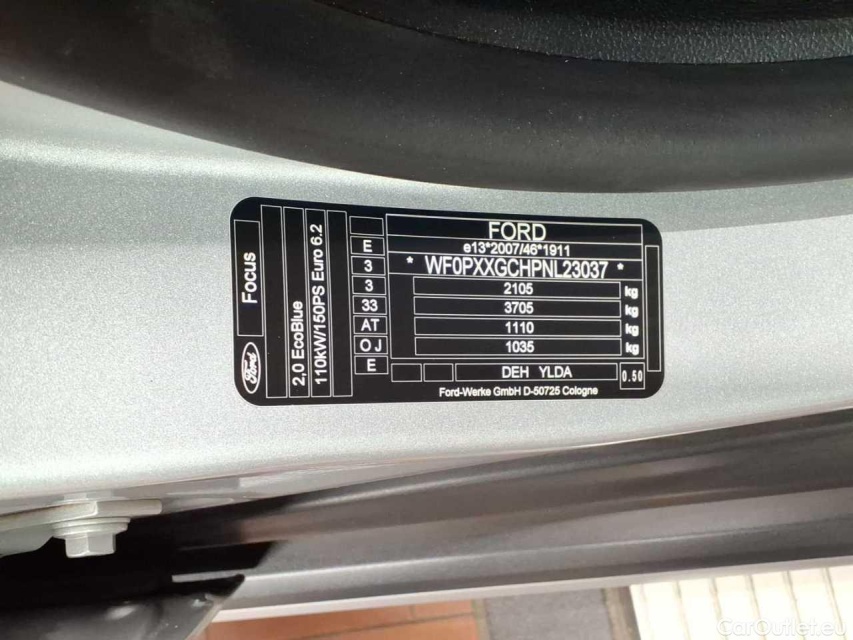 FORD
e13*2007/46*1911
* WF0PXXGCHPNL23037 *
2105 kg
3705 kg
1110 kg
1035 kg
DEH YLDA
0.50
Ford-Werke GmbH D-50725 Cologne
E
3
3
33
AT
O J
E
Focus
Ford
2,0 EcoBlue
110kW/150PS Euro 6.2
CarOutlet.eu